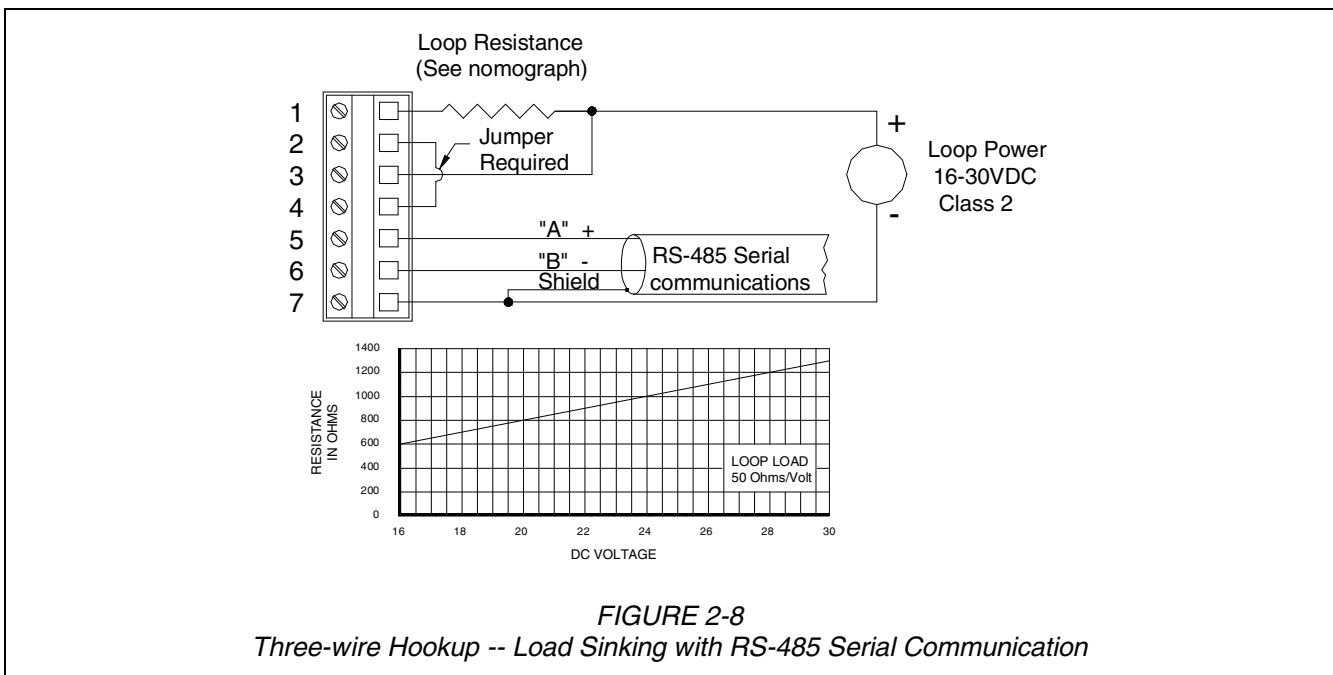 Loop Resistance
(See nomograph)
1
2
3
4
5
6
7
Jumper
Required
+
Loop Power
16-30VDC
Class 2
-
"A" +
"B" -
Shield
RS-485 Serial
communications
RESISTANCE
IN OHMS
1400
1200
1000
800
600
400
200
0
LOOP LOAD
50 Ohms/Volt
16 18 20 22 24 26 28 30
DC VOLTAGE
FIGURE 2-8
Three-wire Hookup -- Load Sinking with RS-485 Serial Communication